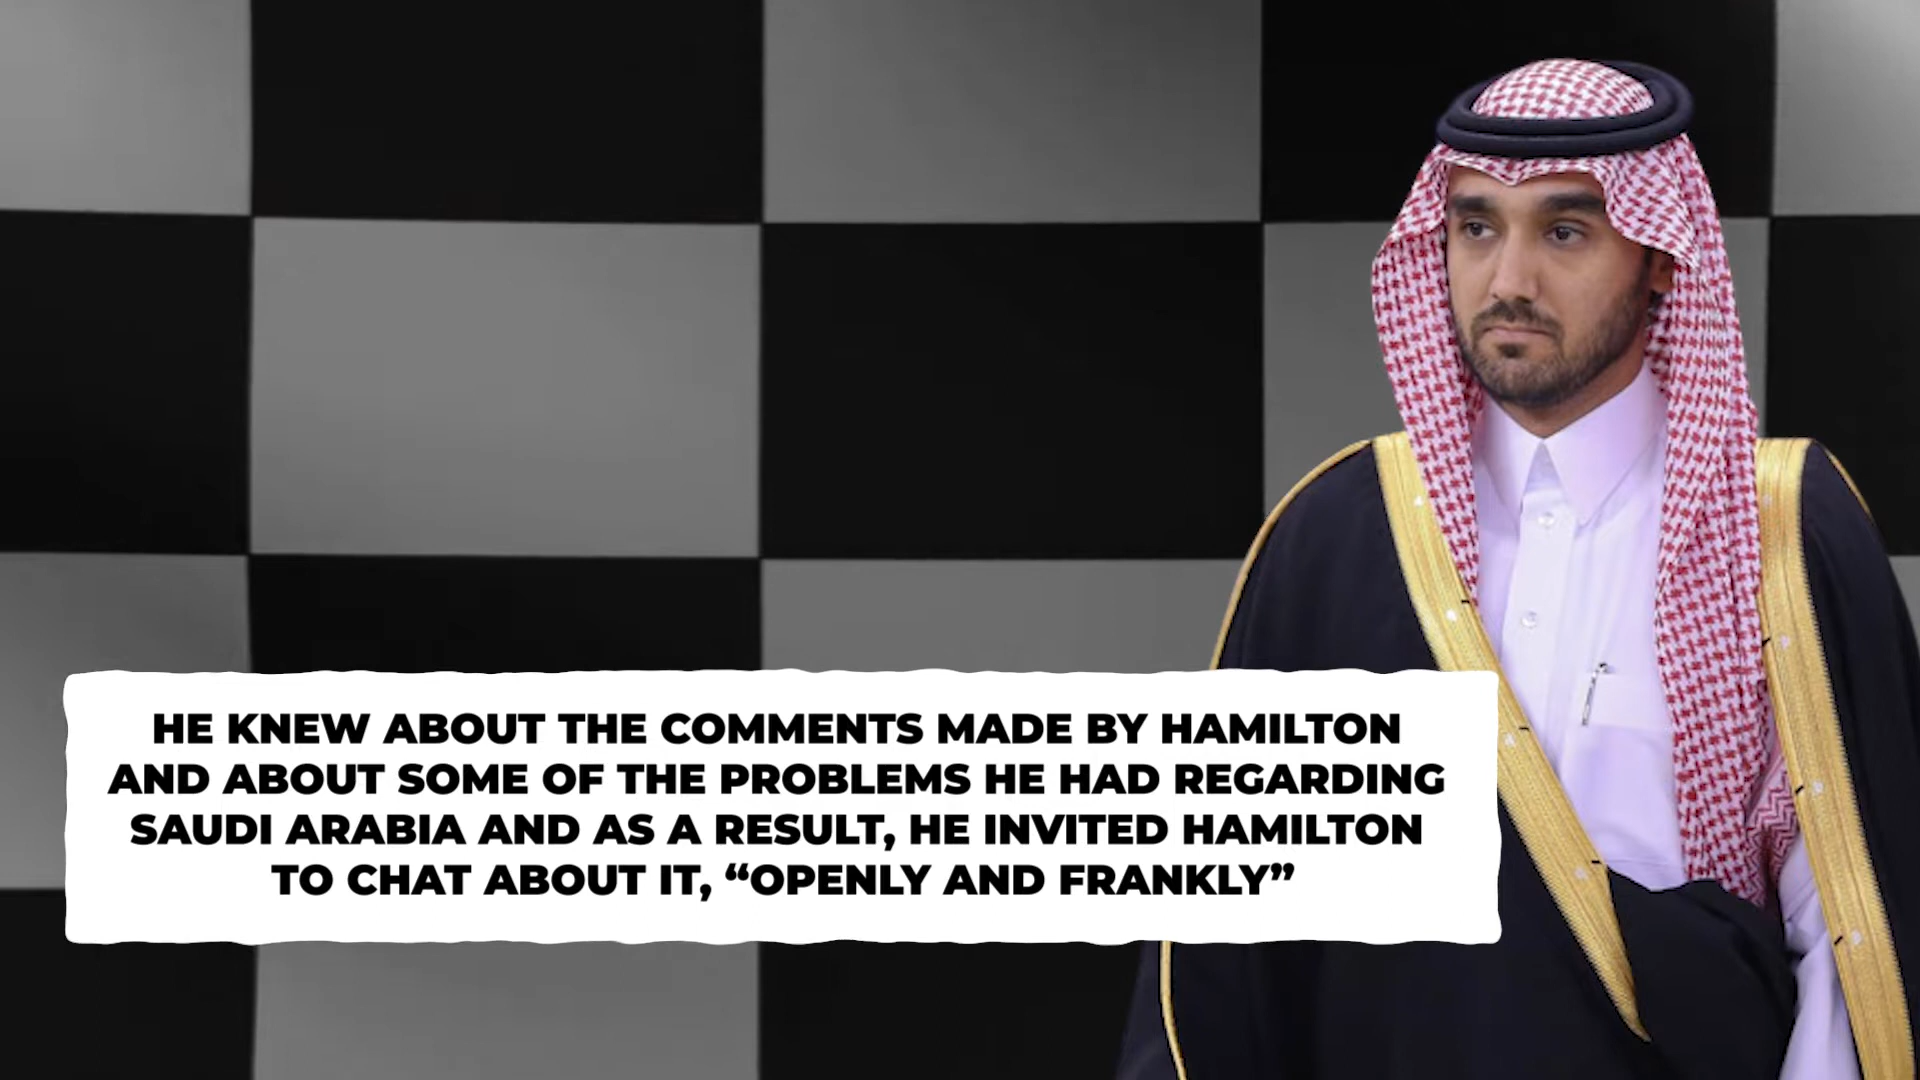 HE KNEW ABOUT THE COMMENTS MADE BY HAMILTON
AND ABOUT SOME OF THE PROBLEMS HE HAD REGARDING
SAUDI ARABIA AND AS A RESULT, HE INVITED HAMILTON
TO CHAT ABOUT IT, “OPENLY AND FRANKLY”